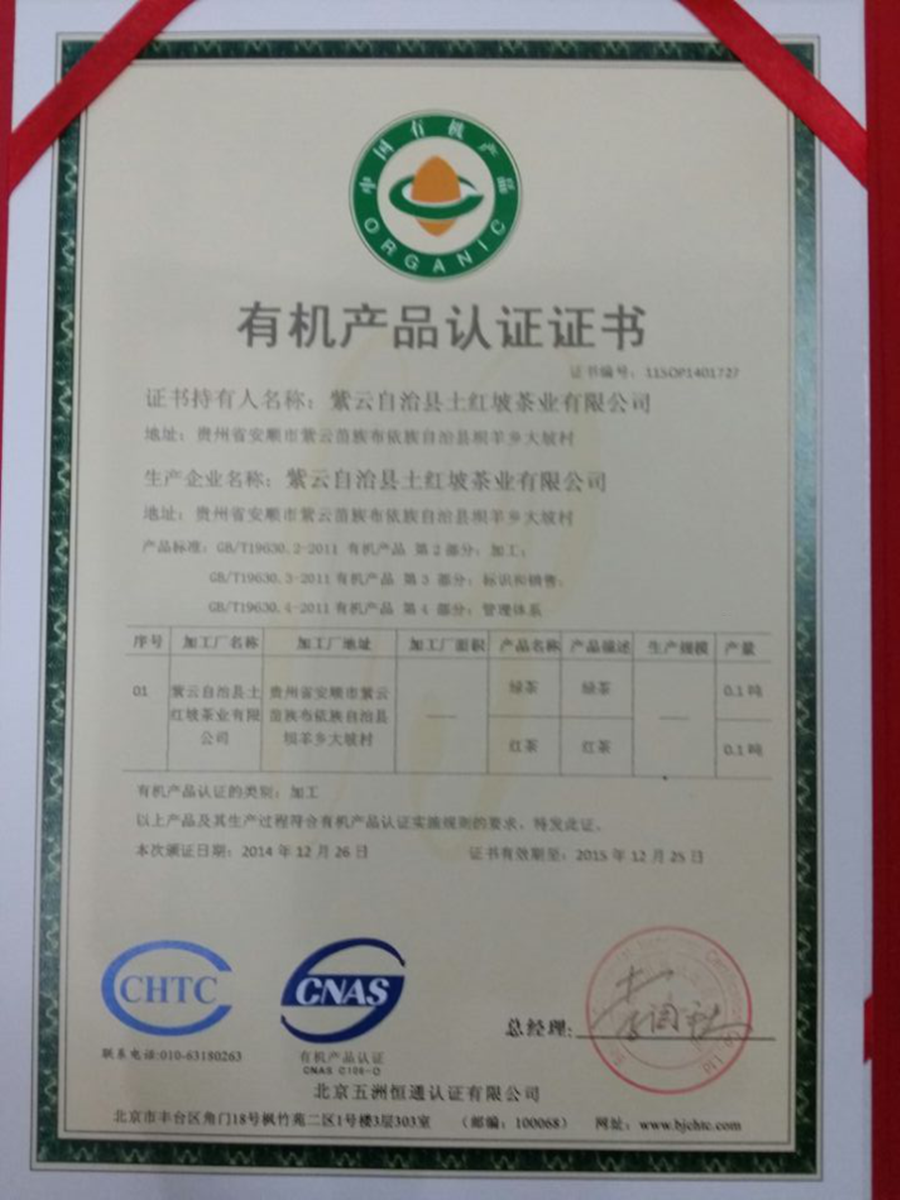 中国有机产品
ORGANIC
有机产品认证证书
证书编号：115OP1401727
证书持有人名称：紫云自治县土红坡茶业有限公司
地址：贵州省安顺市紫云苗族布依族自治县坝羊乡大坡村
生产企业名称：紫云自治县土红坡茶业有限公司
地址：贵州省安顺市紫云苗族布依族自治县坝羊乡大坡村
产品标准：GB/T19630.2-2011 有机产品 第2部分：加工；
GB/T19630.3-2011 有机产品 第3 部分：标识和销售；
GB/T19630.4-2011 有机产品 第4 部分：管理体系
序号 加工厂名称 加工厂地址 加工厂面积 产品名称 产品描述 生产规模 产量
01 紫云自治县土红坡茶业有限公司 贵州省安顺市紫云苗族布依族自治县坝羊乡大坡村 —— 绿茶 绿茶 —— 0.1 吨
红茶 红茶 0.1 吨
有机产品认证的类别：加工
以上产品及其生产过程符合有机产品认证实施规则的要求，特发此证。
本次颁证日期：2014 年 12 月 26 日 证书有效期至：2015 年 12 月 25 日
CHTC
CNAS
总经理：
联系电话:010-63180263
有机产品认证
CNAS C106-O
北京五洲恒通认证有限公司
北京市丰台区角门18号枫竹苑二区1号楼3层303室 （邮编：100068） 网址：www.bjchtc.com